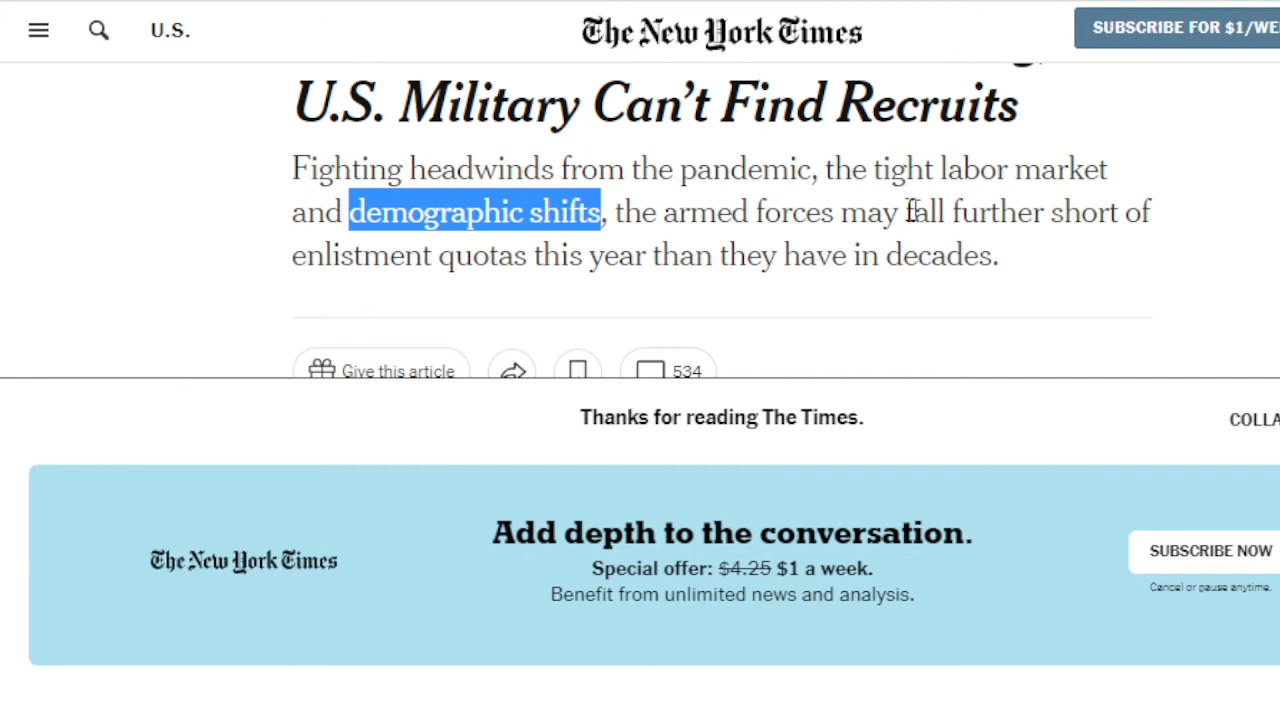 U.S.
The New York Times
SUBSCRIBE FOR $1/WE
U.S. Military Can't Find Recruits
Fighting headwinds from the pandemic, the tight labor market
and demographic shifts, the armed forces may fall further short of
enlistment quotas this year than they have in decades.
Give this article
534
Thanks for reading The Times.
COLLA
The New York Times
Add depth to the conversation.
Special offer: $4.25 $1 a week.
Benefit from unlimited news and analysis.
SUBSCRIBE NOW
Cancel or pause anytime.